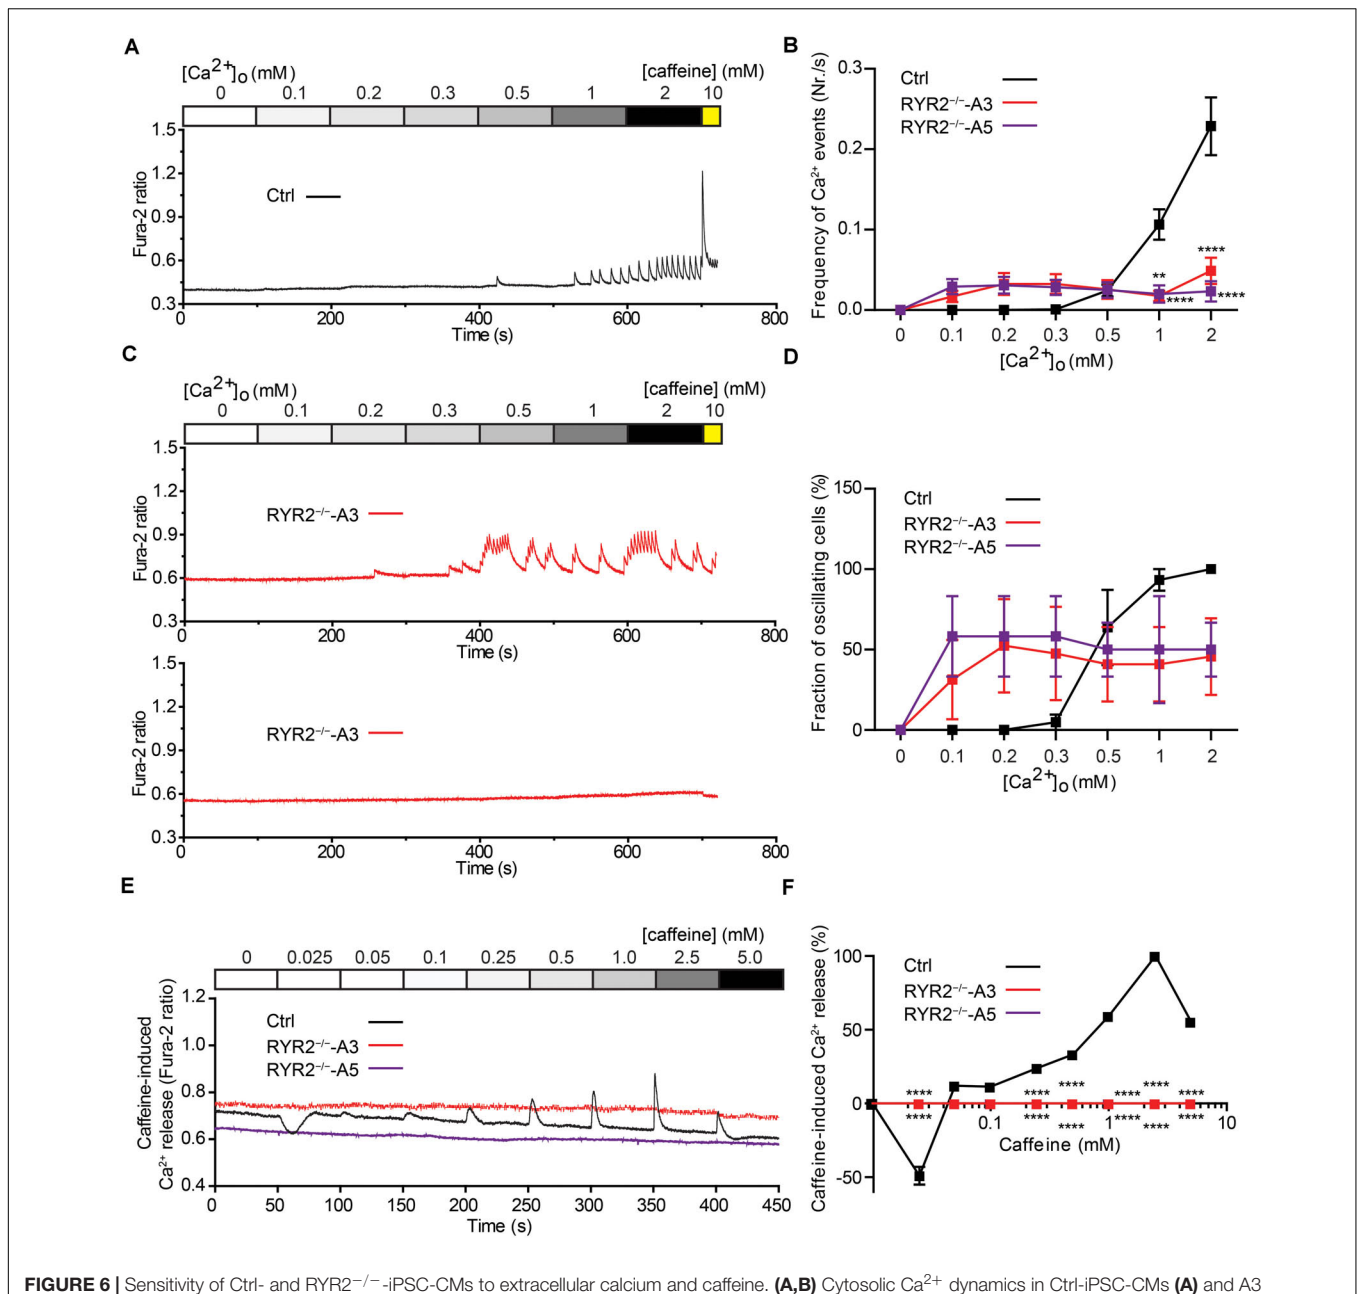 A
[Ca2+]o (mM) [caffeine] (mM)
0 0.1 0.2 0.3 0.5 1 2 10
1.5
1.2
0.9
0.6
0.3
Fura-2 ratio
Ctrl
0 200 400 600 800
Time (s)
B
Frequency of Ca2+ events (Nr./s)
0.3
0.2
0.1
0.0
Ctrl
RYR2−/−-A3
RYR2−/−-A5
****
**
****
****
0 0.1 0.2 0.3 0.5 1 2
[Ca2+]o (mM)
C
[Ca2+]o (mM) [caffeine] (mM)
0 0.1 0.2 0.3 0.5 1 2 10
1.5
1.2
0.9
0.6
0.3
Fura-2 ratio
RYR2−/−-A3
0 200 400 600 800
Time (s)
1.5
1.2
0.9
0.6
0.3
Fura-2 ratio
RYR2−/−-A3
0 200 400 600 800
Time (s)
D
Fraction of oscillating cells (%)
150
100
50
0
Ctrl
RYR2−/−-A3
RYR2−/−-A5
0 0.1 0.2 0.3 0.5 1 2
[Ca2+]o (mM)
E
[caffeine] (mM)
0 0.025 0.05 0.1 0.25 0.5 1.0 2.5 5.0
Caffeine-induced
Ca2+ release (Fura-2 ratio)
1.2
1.0
0.8
0.6
0.4
Ctrl
RYR2−/−-A3
RYR2−/−-A5
0 50 100 150 200 250 300 350 400 450
Time (s)
F
Caffeine-induced Ca2+ release (%)
100
50
0
-50
Ctrl
RYR2−/−-A3
RYR2−/−-A5
**** **** **** **** **** ****
**** **** **** **** **** ****
0.1 1 10
Caffeine (mM)
FIGURE 6 | Sensitivity of Ctrl- and RYR2−/−-iPSC-CMs to extracellular calcium and caffeine. (A,B) Cytosolic Ca2+ dynamics in Ctrl-iPSC-CMs (A) and A3